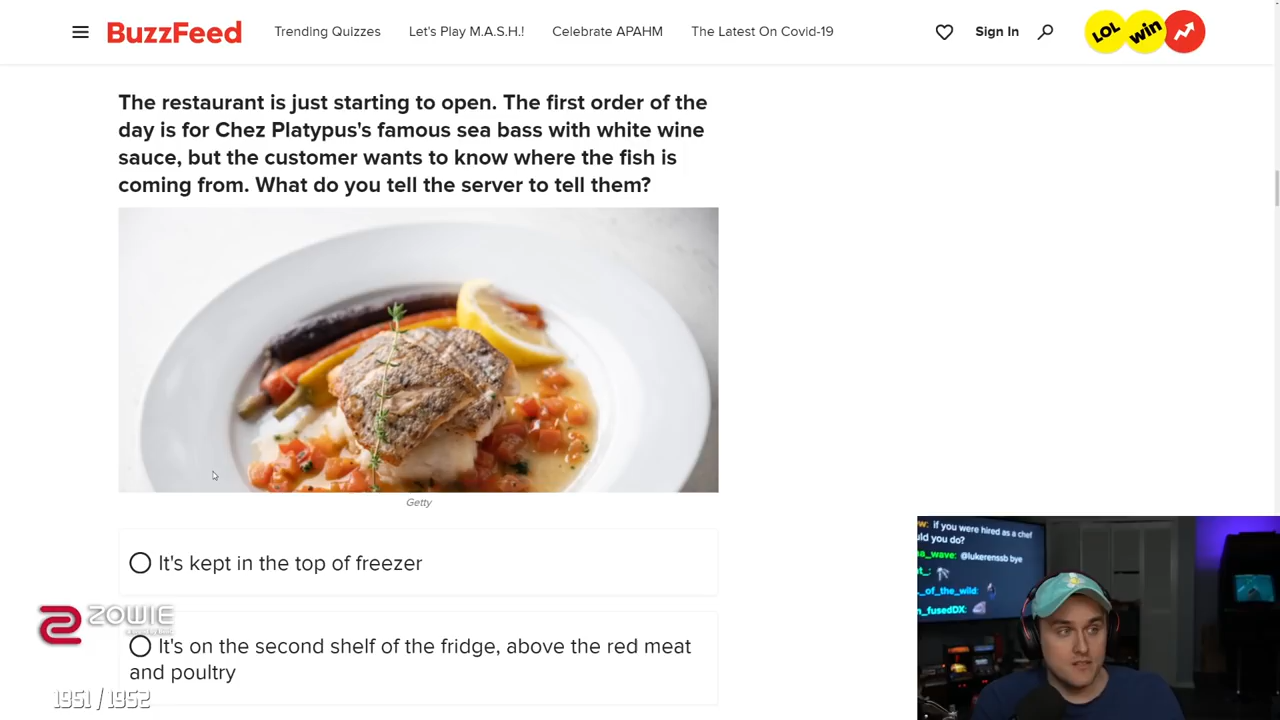 BuzzFeed
Trending Quizzes
Let's Play M.A.S.H.!
Celebrate APAHM
The Latest On Covid-19
Sign In
LOL
win
The restaurant is just starting to open. The first order of the
day is for Chez Platypus's famous sea bass with white wine
sauce, but the customer wants to know where the fish is
coming from. What do you tell the server to tell them?
Getty
It's kept in the top of freezer
It's on the second shelf of the fridge, above the red meat
and poultry
ZOWIE
1951 / 1952
if you were hired as a chef
do?
@lukerenssb bye
_of_the_wild:
_fusedDX: